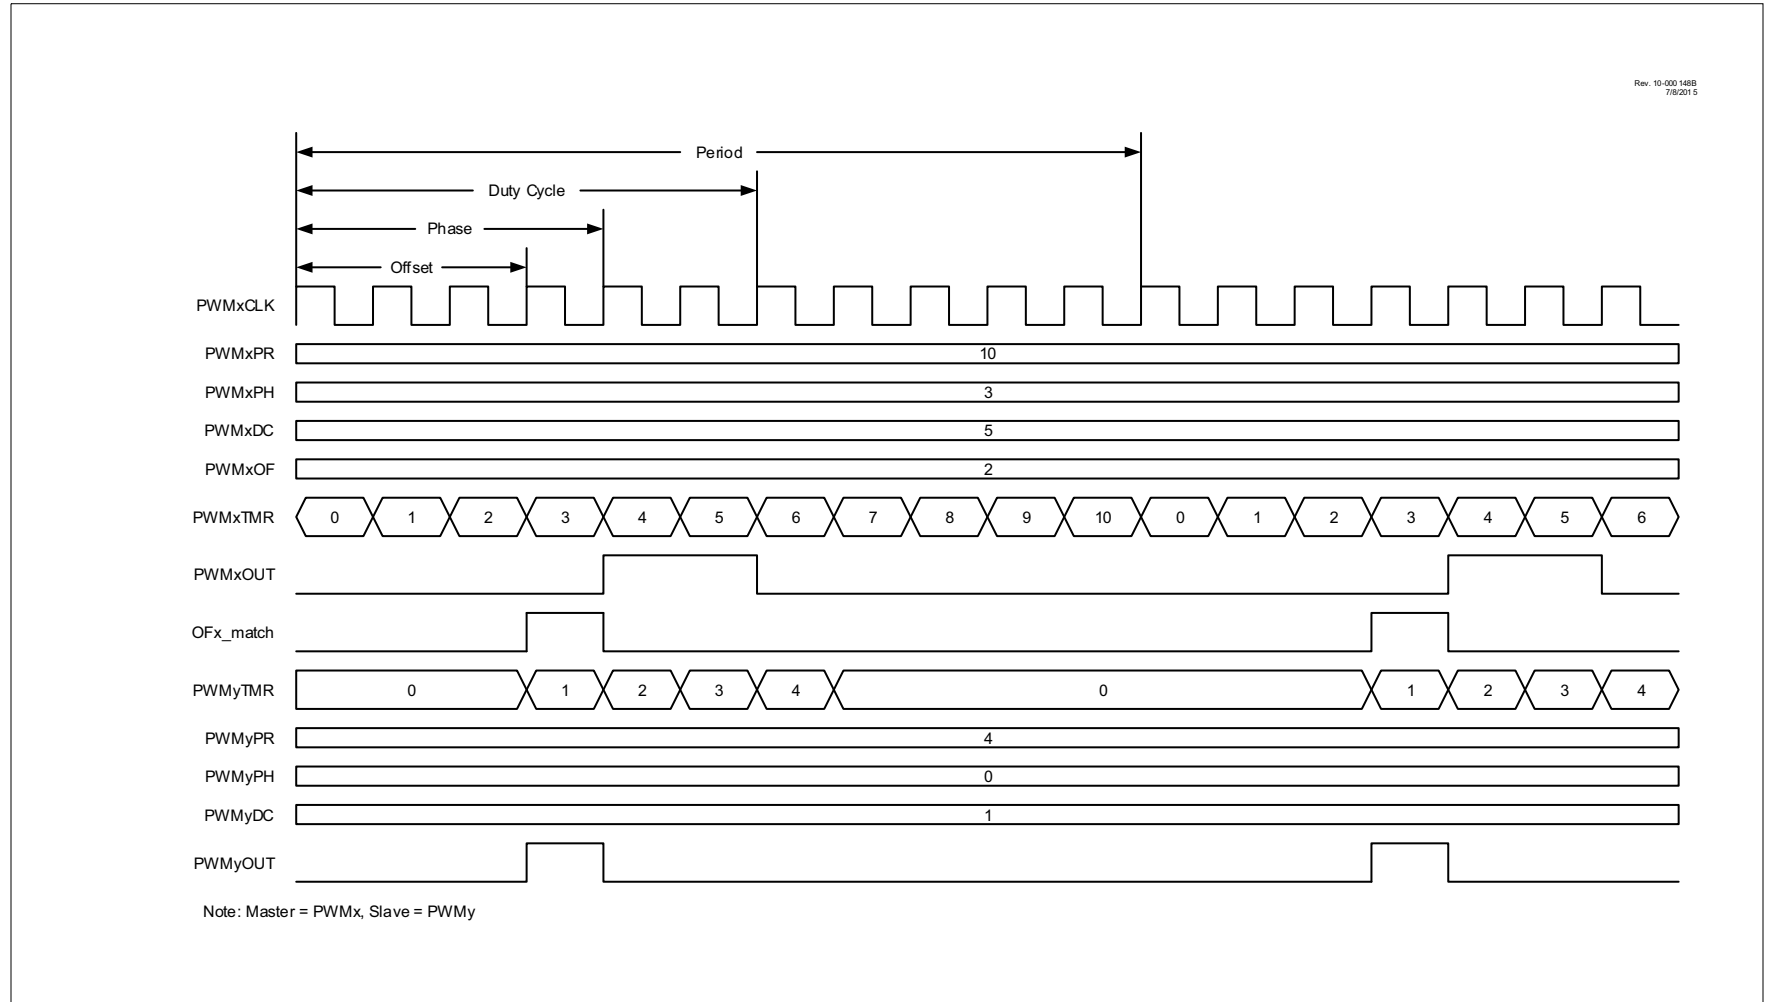 Rev. 10-000 148B
7/8/201 5
Period
Duty Cycle
Phase
Offset
PWMxCLK
PWMxPR 10
PWMxPH 3
PWMxDC 5
PWMxOF 2
PWMxTMR 0 1 2 3 4 5 6 7 8 9 10 0 1 2 3 4 5 6
PWMxOUT
OFx_match
PWMyTMR 0 1 2 3 4 0 1 2 3 4
PWMyPR 4
PWMyPH 0
PWMyDC 1
PWMyOUT
Note: Master = PWMx, Slave = PWMy